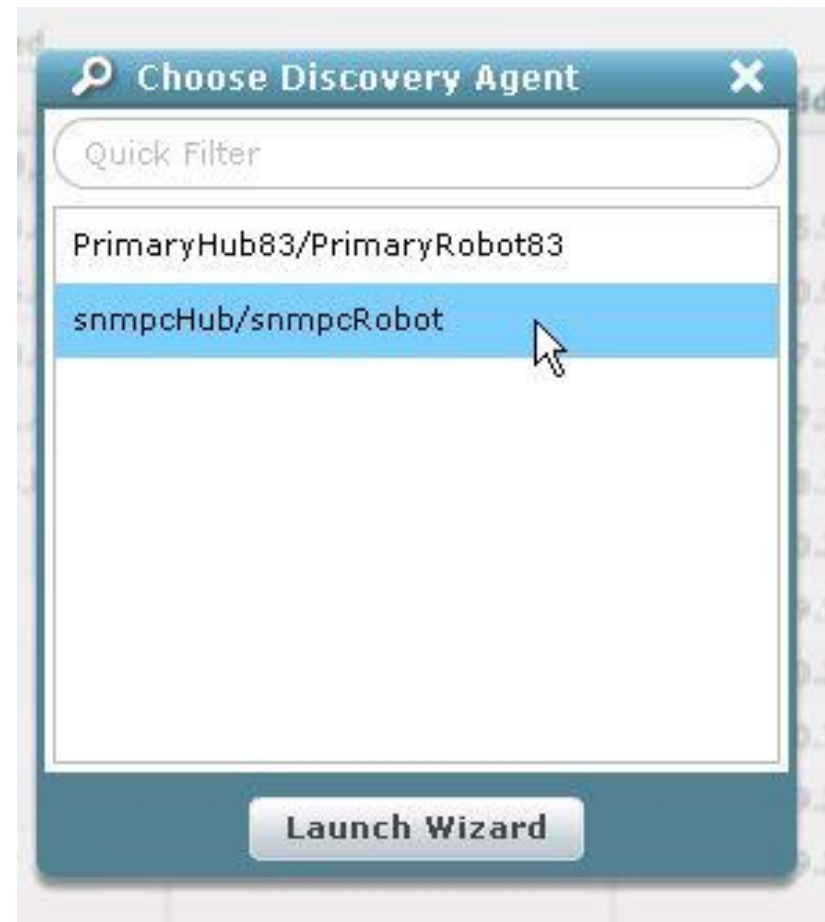 Choose Discovery Agent
Quick Filter
PrimaryHub83/PrimaryRobot83
snmpcHub/snmpcRobot
Launch Wizard